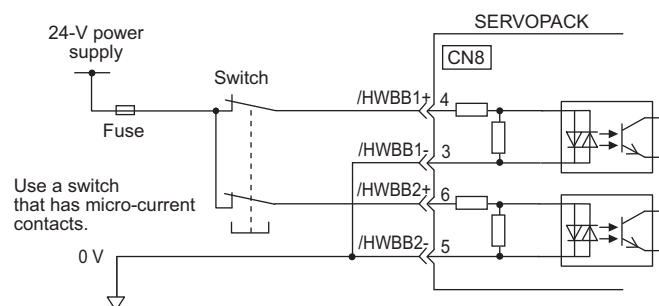 SERVOPACK
24-V power
supply
CN8
Switch
/HWBB1+
4
Fuse
/HWBB1-
3
Use a switch
that has micro-current
contacts.
/HWBB2+
6
0 V
/HWBB2-
5